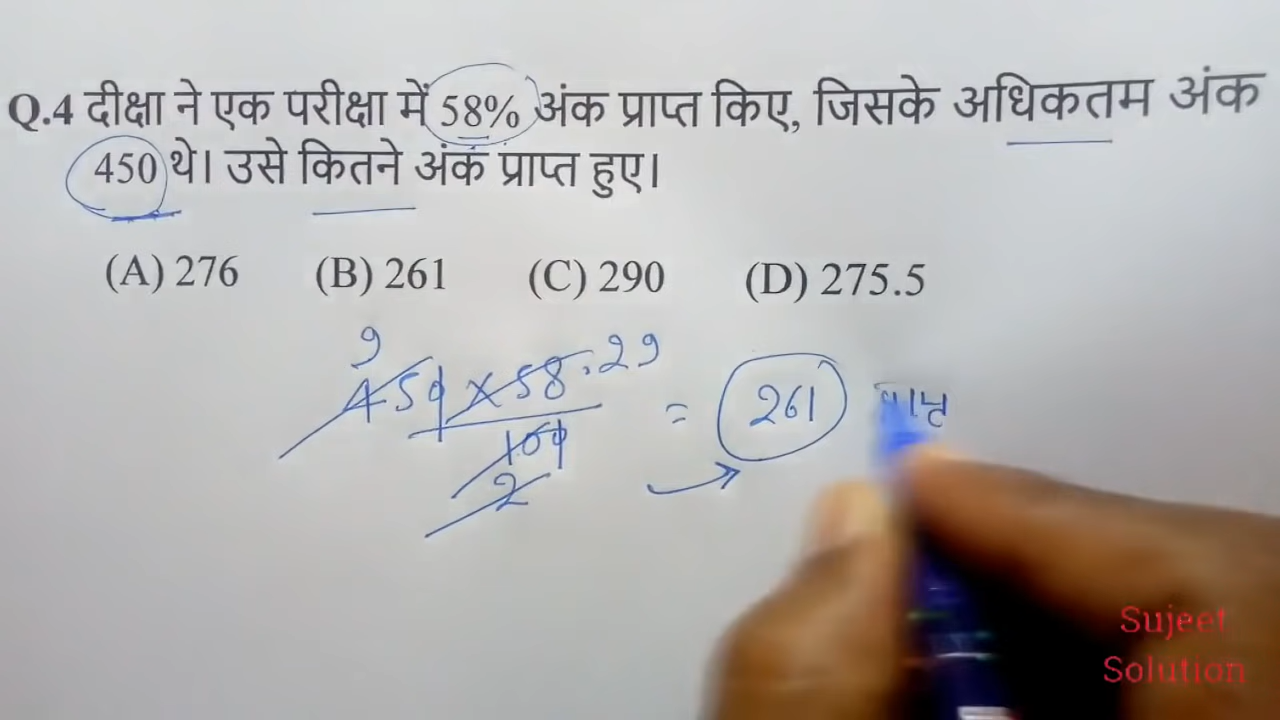 Q.4 दीक्षा ने एक परीक्षा में 58% अंक प्राप्त किए, जिसके अधिकतम अंक
450 थे। उसे कितने अंक प्राप्त हुए।
(A) 276 (B) 261 (C) 290 (D) 275.5
9
450 × 58 29
= 261
100
2
Sujeet
Solution